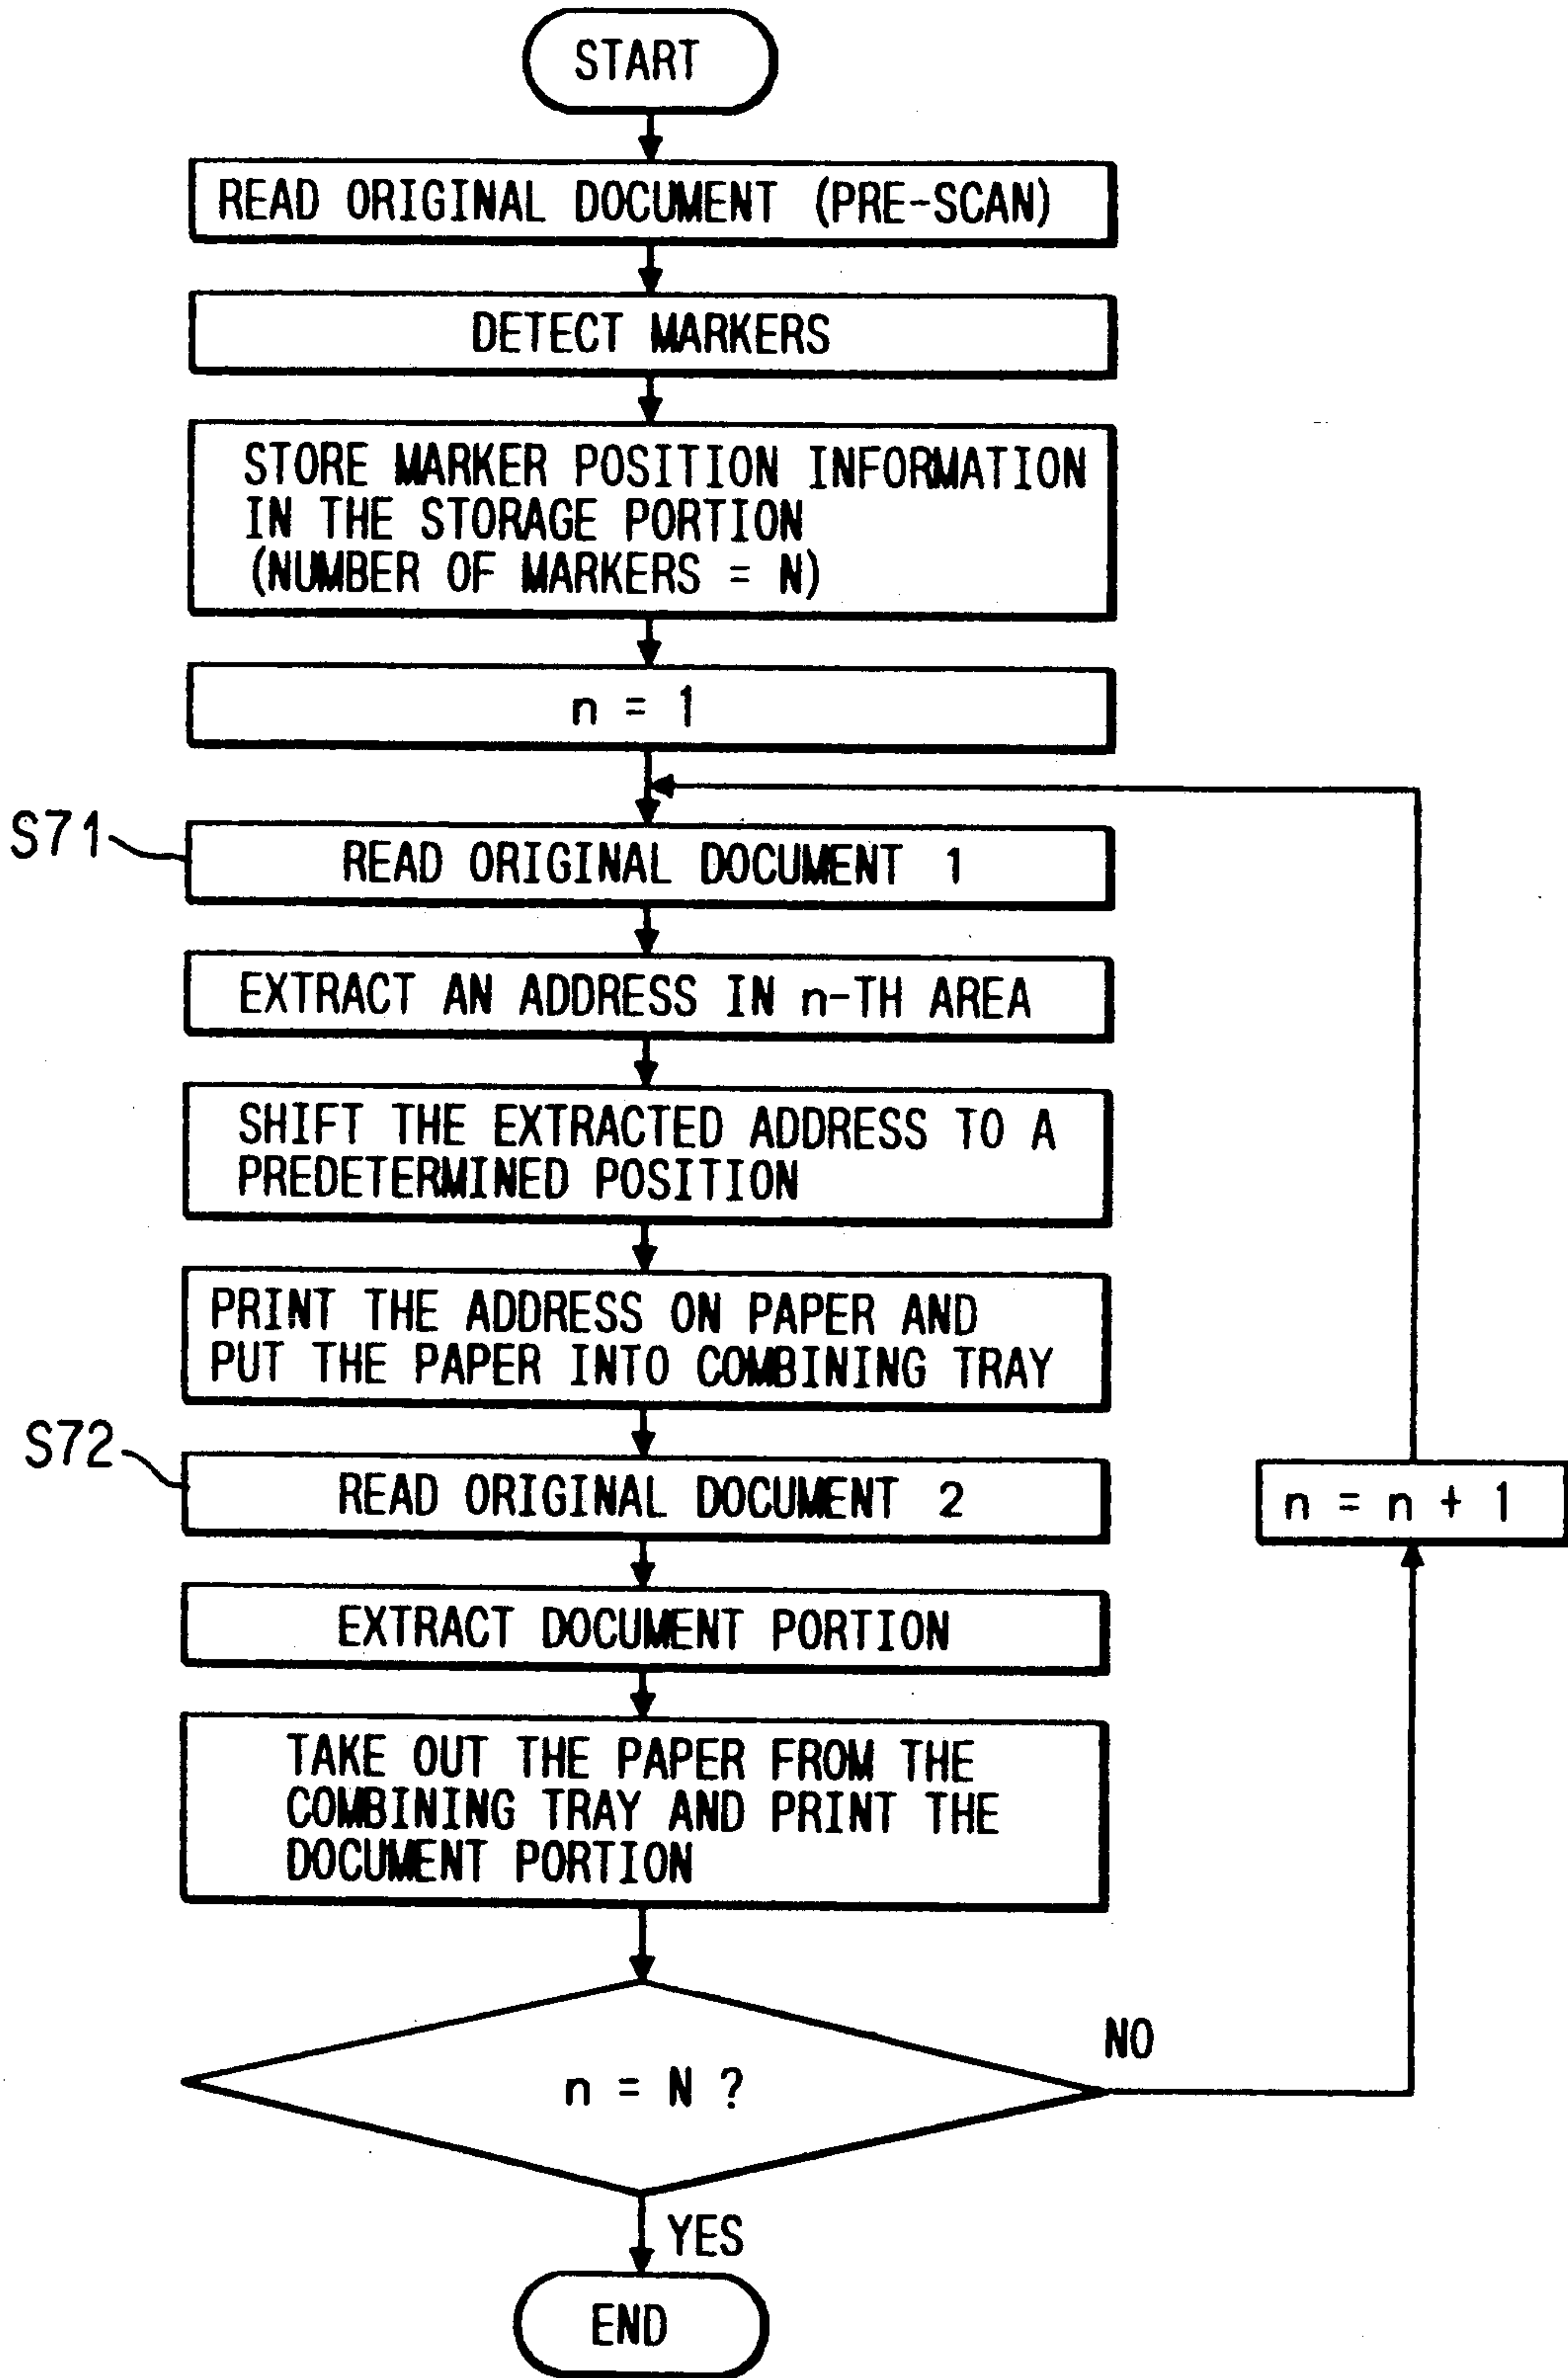 START
READ ORIGINAL DOCUMENT (PRE-SCAN)
DETECT MARKERS
STORE MARKER POSITION INFORMATION
IN THE STORAGE PORTION
(NUMBER OF MARKERS = N)
n = 1
S71
READ ORIGINAL DOCUMENT 1
EXTRACT AN ADDRESS IN n-TH AREA
SHIFT THE EXTRACTED ADDRESS TO A
PREDETERMINED POSITION
PRINT THE ADDRESS ON PAPER AND
PUT THE PAPER INTO COMBINING TRAY
S72
READ ORIGINAL DOCUMENT 2
n = n + 1
EXTRACT DOCUMENT PORTION
TAKE OUT THE PAPER FROM THE
COMBINING TRAY AND PRINT THE
DOCUMENT PORTION
NO
n = N ?
YES
END